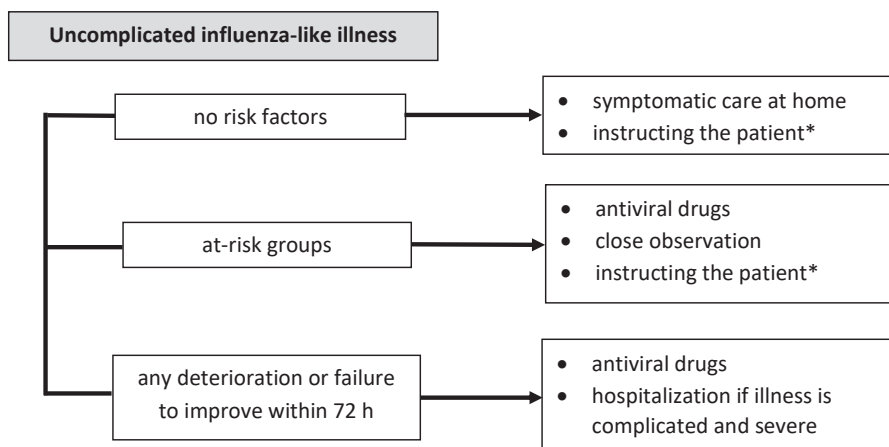 Uncomplicated influenza-like illness
no risk factors
• symptomatic care at home
• instructing the patient*
at-risk groups
• antiviral drugs
• close observation
• instructing the patient*
any deterioration or failure
to improve within 72 h
• antiviral drugs
• hospitalization if illness is
complicated and severe